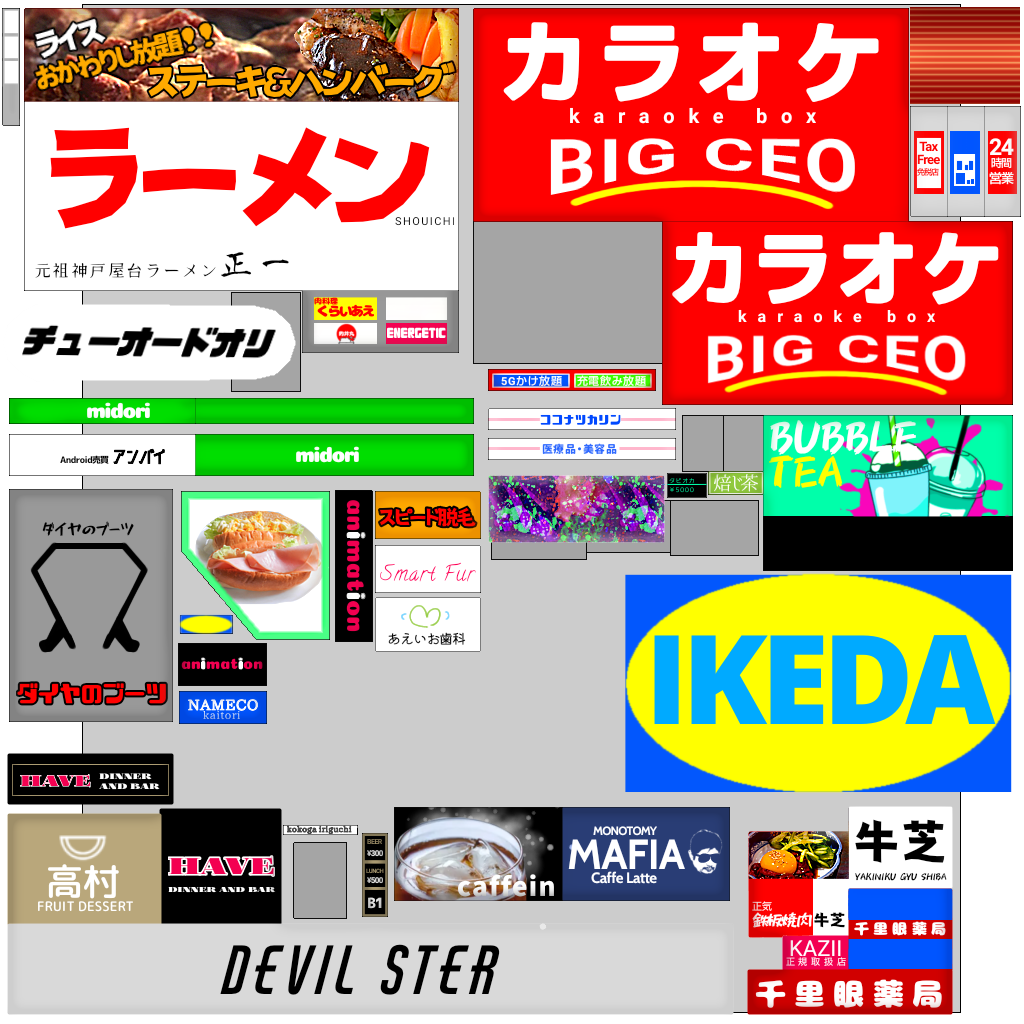 ライス
おかわりし放題!!
ステーキ&ハンバーグ
ラーメン
SHOUICHI
元祖神戸屋台ラーメン 正一
カラオケ
karaoke box
BIG CEO
Tax
Free
免税店
24
時間
営業
カラオケ
karaoke box
BIG CEO
肉料理
くらいあえ
ENERGETIC
チューオードオリ
5Gかけ放題
充電飲み放題
midori
ココナツカリン
Android売買 アンバイ
midori
医療品・美容品
BUBBLE
TEA
タピオカ
¥5000
焙じ茶
ダイヤのブーツ
ダイヤのブーツ
animation
スピード脱毛
Smart Fur
あえいお歯科
animation
NAMECO
kaitori
IKEDA
HAVE
DINNER
AND BAR
高村
FRUIT DESSERT
HAVE
DINNER AND BAR
kokoga iriguchi
BEER
¥300
LUNCH
¥500
B1
caffein
MONOTOMY
MAFIA
Caffe Latte
牛芝
YAKINIKU GYU SHIBA
正気
鉄板焼肉
牛芝
千里眼薬局
KAZII
正規取扱店
千里眼薬局
DEVIL STER